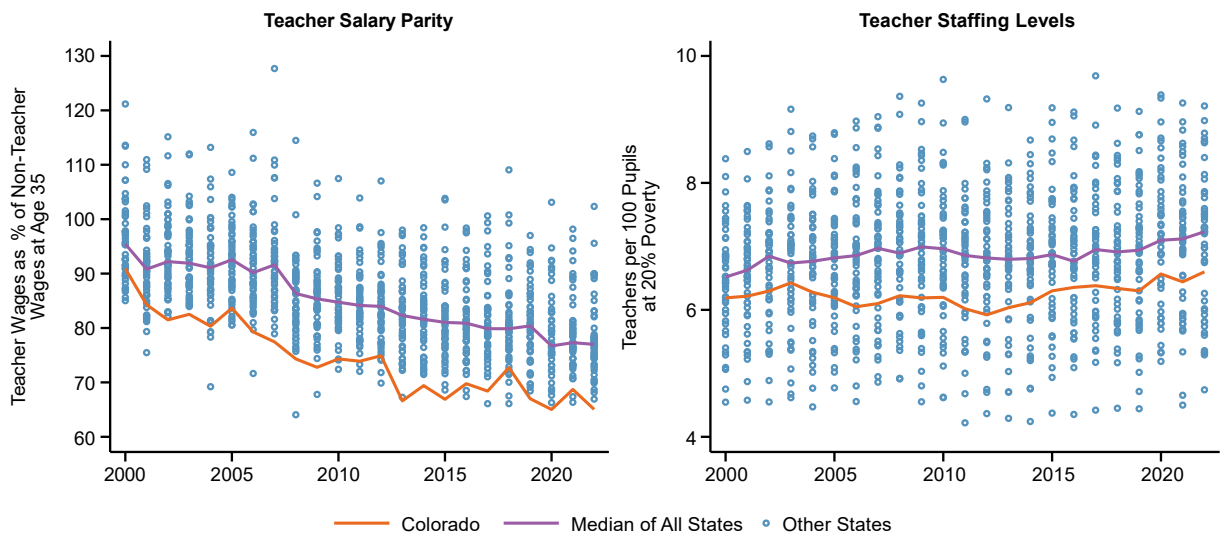 Teacher Salary Parity
Teacher Wages as % of Non-Teacher
Wages at Age 35
130
120
110
100
90
80
70
60
2000
2005
2010
2015
2020
Teacher Staffing Levels
Teachers per 100 Pupils
at 20% Poverty
10
8
6
4
2000
2005
2010
2015
2020
Colorado
Median of All States
Other States